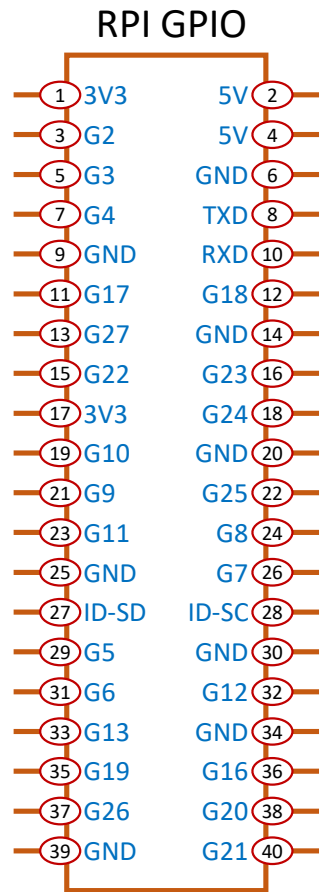 RPI GPIO
1 3V3 5V 2
3 G2 5V 4
5 G3 GND 6
7 G4 TXD 8
9 GND RXD 10
11 G17 G18 12
13 G27 GND 14
15 G22 G23 16
17 3V3 G24 18
19 G10 GND 20
21 G9 G25 22
23 G11 G8 24
25 GND G7 26
27 ID-SD ID-SC 28
29 G5 GND 30
31 G6 G12 32
33 G13 GND 34
35 G19 G16 36
37 G26 G20 38
39 GND G21 40